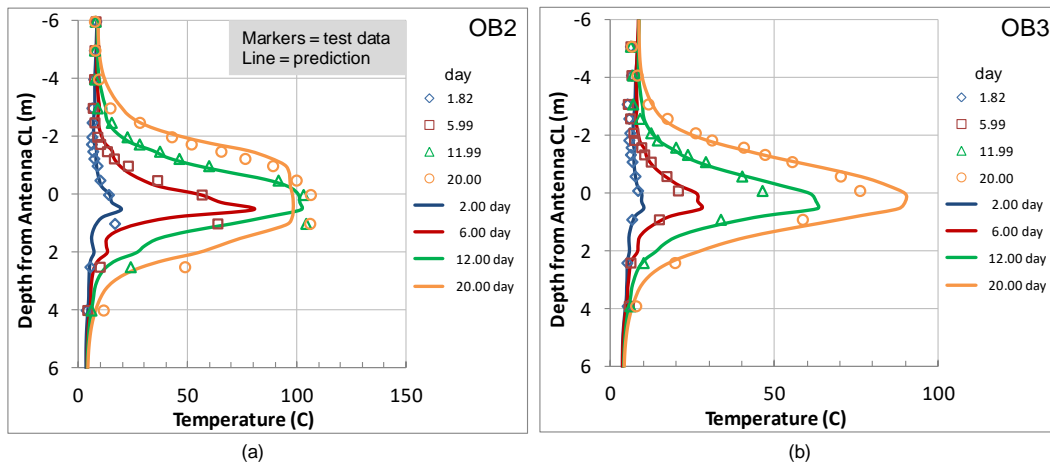 OB2
Markers = test data
Line = prediction
-6
-4
-2
0
2
4
6
Depth from Antenna CL (m)
0
50
100
150
Temperature (C)
day
1.82
5.99
11.99
20.00
2.00 day
6.00 day
12.00 day
20.00 day
(a)
OB3
-6
-4
-2
0
2
4
6
Depth from Antenna CL (m)
0
50
100
Temperature (C)
day
1.82
5.99
11.99
20.00
2.00 day
6.00 day
12.00 day
20.00 day
(b)